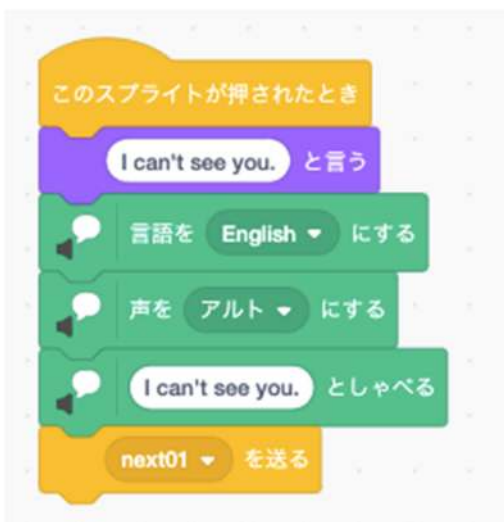 このスプライトが押されたとき
I can't see you. と言う
言語を English にする
声を アルト にする
I can't see you. としゃべる
next01 を送る